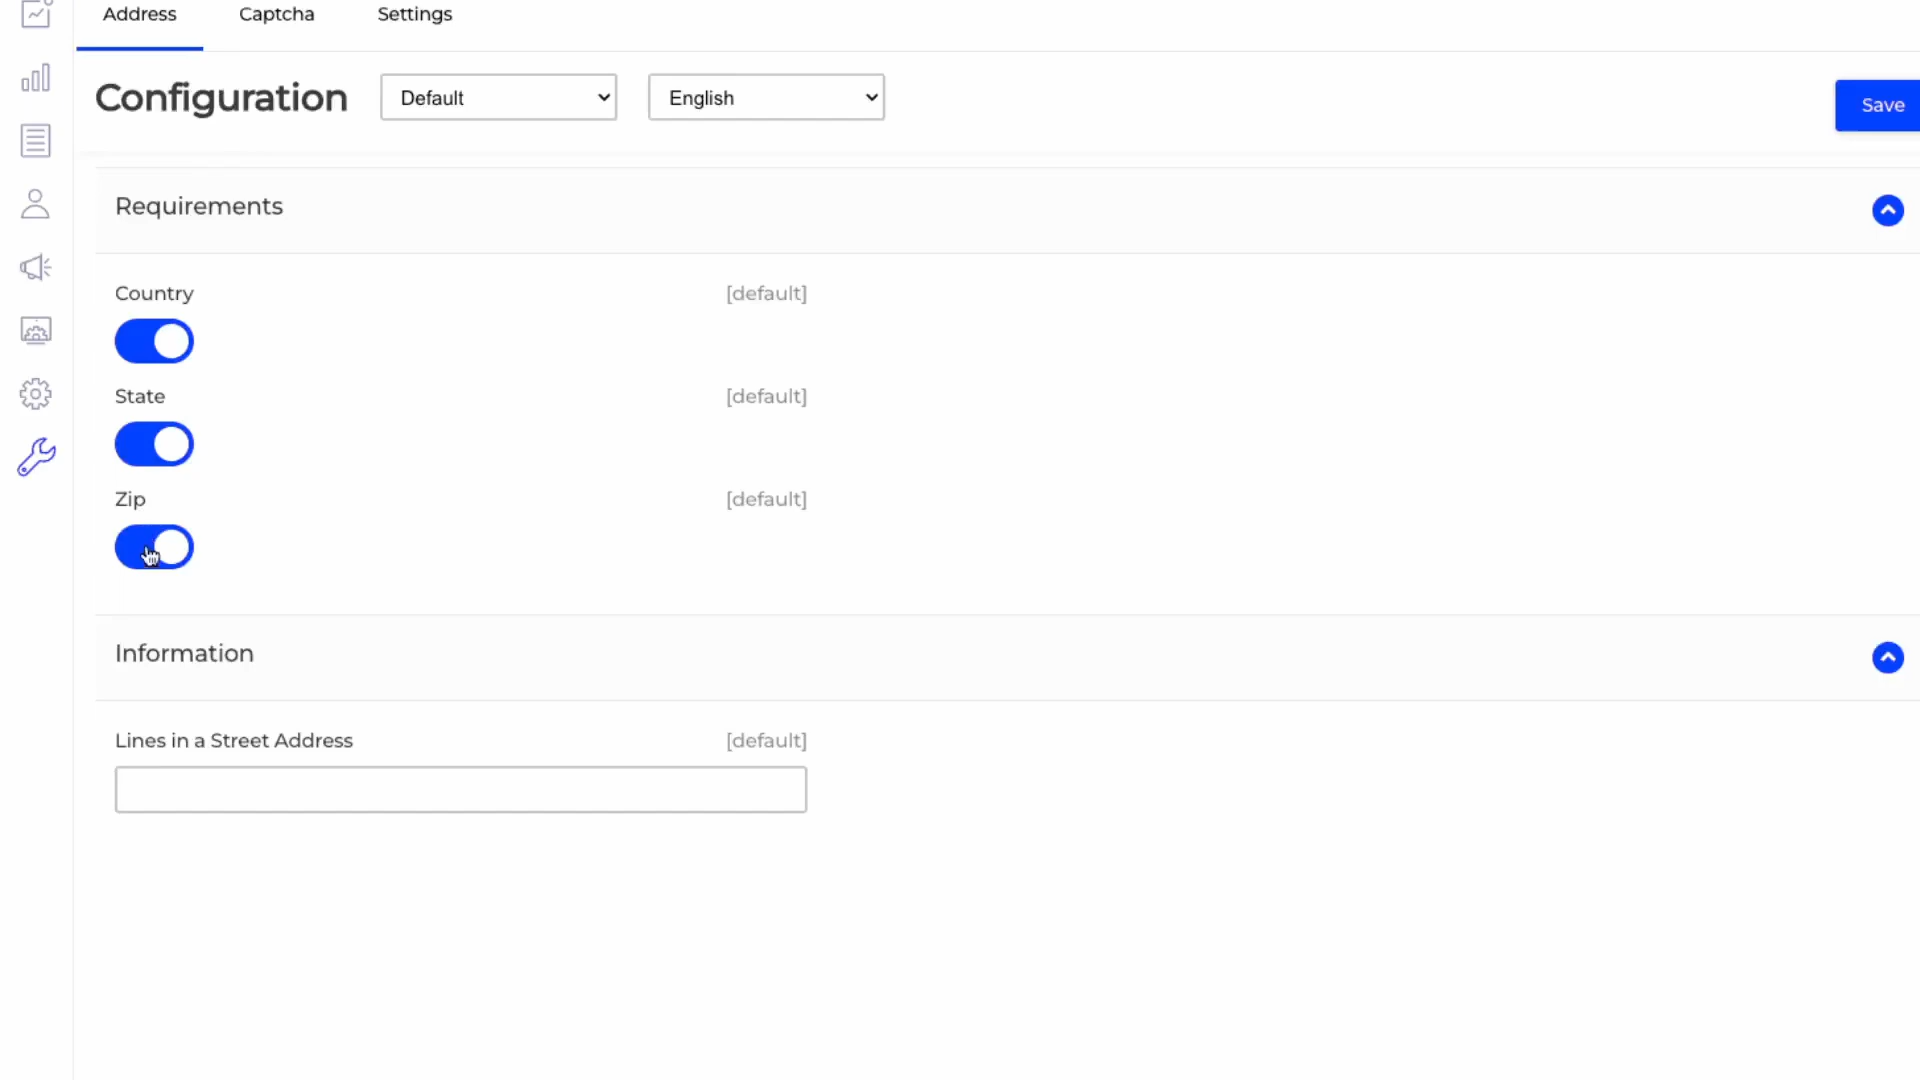 Address Captcha Settings
Configuration Default English Save
Requirements
Country [default]
State [default]
Zip [default]
Information
Lines in a Street Address [default]